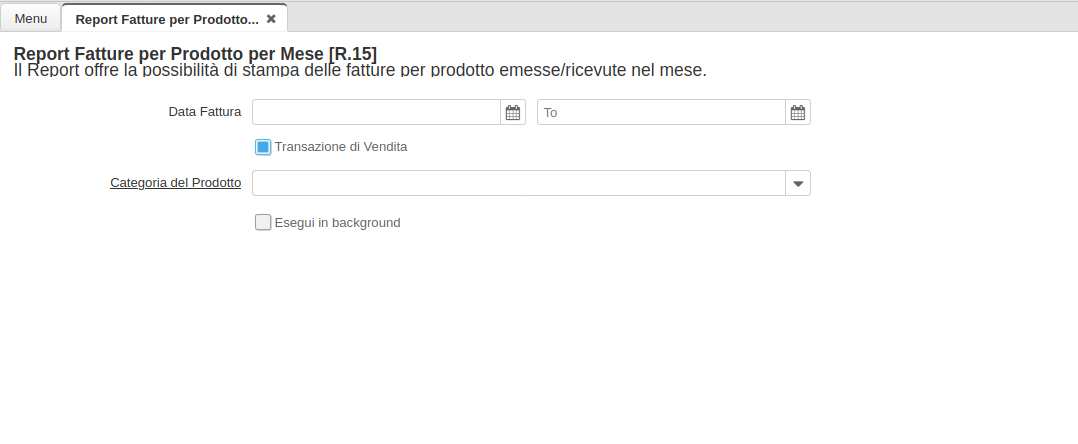 Menu
Report Fatture per Prodotto...
Report Fatture per Prodotto per Mese [R.15]
Il Report offre la possibilità di stampa delle fatture per prodotto emesse/ricevute nel mese.
Data Fattura
To
Transazione di Vendita
Categoria del Prodotto
Esegui in background